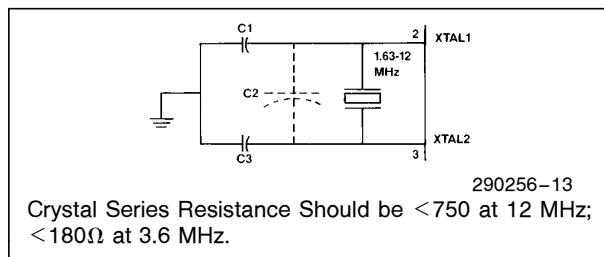 C1
2 XTAL1
1.63-12
MHz
C2
XTAL2
C3
3
290256–13
Crystal Series Resistance Should be <750 at 12 MHz;
<180Ω at 3.6 MHz.